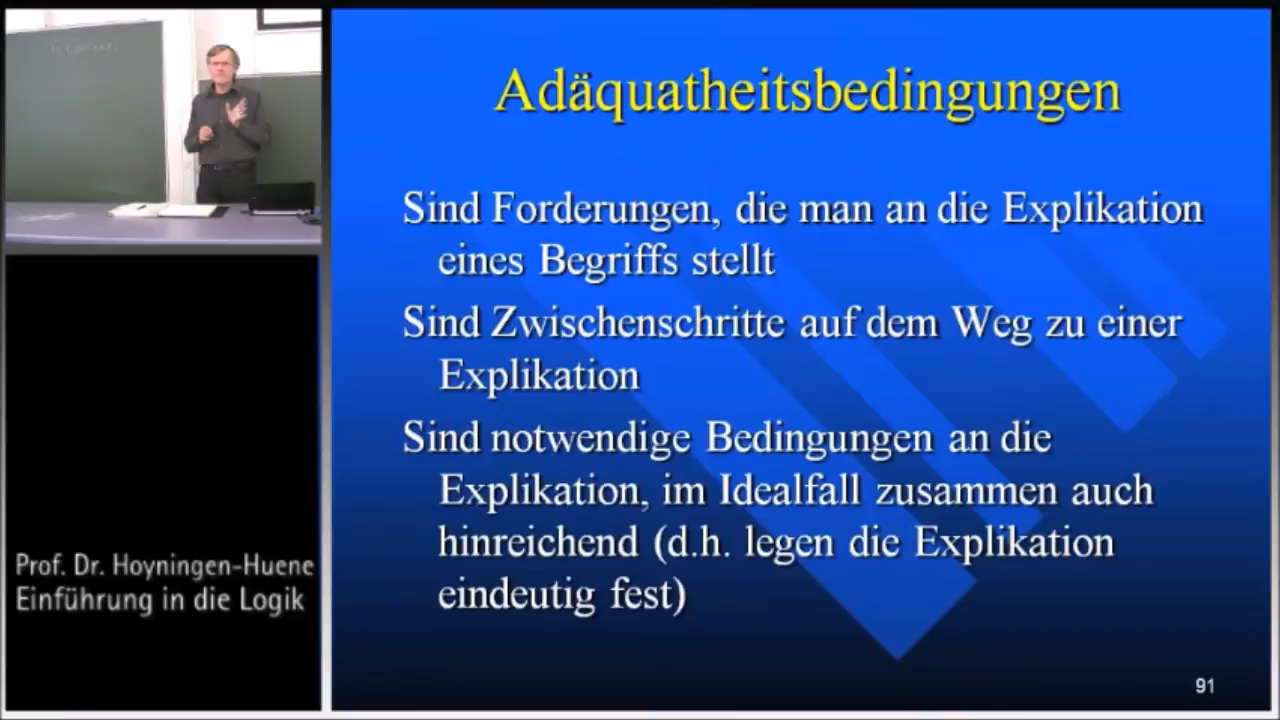 Adäquatheitsbedingungen
Sind Forderungen, die man an die Explikation
eines Begriffs stellt
Sind Zwischenschritte auf dem Weg zu einer
Explikation
Sind notwendige Bedingungen an die
Explikation, im Idealfall zusammen auch
hinreichend (d.h. legen die Explikation
eindeutig fest)
Prof. Dr. Hoyningen-Huene
Einführung in die Logik
91